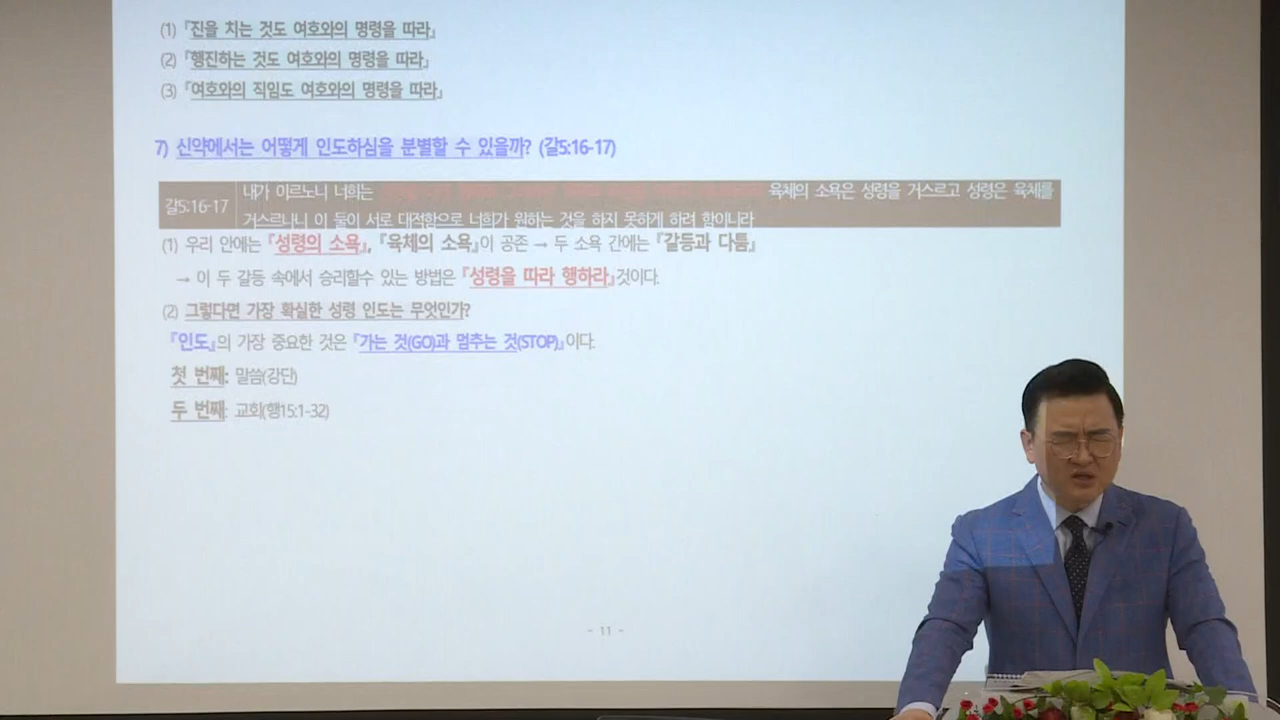 (1) 『진을 치는 것도 여호와의 명령을 따라』
(2) 『행진하는 것도 여호와의 명령을 따라』
(3) 『여호와의 직임도 여호와의 명령을 따라』
7) 신약에서는 어떻게 인도하심을 분별할 수 있을까? (갈5:16-17)
갈5:16-17
내가 이르노니 너희는 육체의 소욕은 성령을 거스르고 성령은 육체를
거스르나니 이 둘이 서로 대적함으로 너희가 원하는 것을 하지 못하게 하려 함이니라
(1) 우리 안에는 『성령의 소욕』, 『육체의 소욕』이 공존 → 두 소욕 간에는 『갈등과 다툼』
→ 이 두 갈등 속에서 승리할수 있는 방법은 『성령을 따라 행하라』것이다.
(2) 그렇다면 가장 확실한 성령 인도는 무엇인가?
『인도』의 가장 중요한 것은 『가는 것(GO)과 멈추는 것(STOP)』이다.
첫 번째: 말씀(강단)
두 번째: 교회(행15:1-32)
- 11 -